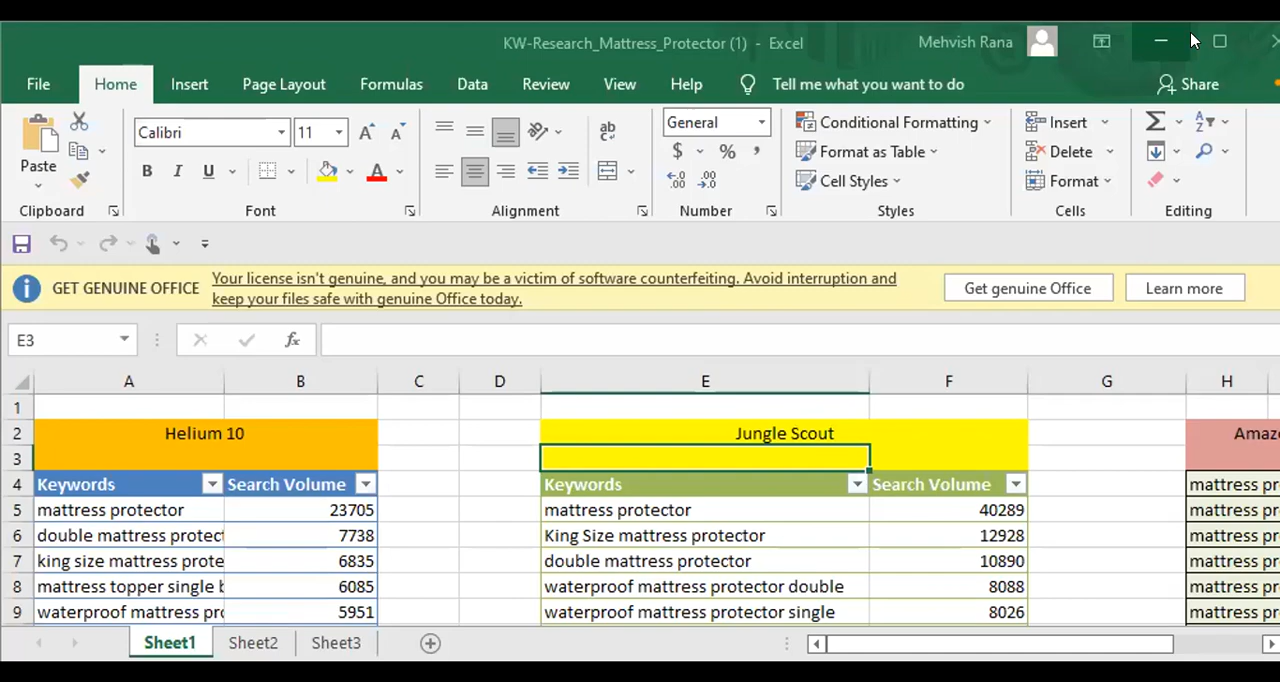 KW-Research_Mattress_Protector (1) - Excel
Mehvish Rana
File Home Insert Page Layout Formulas Data Review View Help Tell me what you want to do Share
Calibri 11
General
Conditional Formatting
Insert
Format as Table
Delete
Paste
B I U
$ % ,
Cell Styles
Format
Clipboard Font Alignment Number Styles Cells Editing
GET GENUINE OFFICE
Your license isn't genuine, and you may be a victim of software counterfeiting. Avoid interruption and
keep your files safe with genuine Office today.
Get genuine Office
Learn more
E3 fx
A B C D E F G H
1
2 Helium 10 Jungle Scout Amaz
3
4 Keywords Search Volume Keywords Search Volume mattress pr
5 mattress protector 23705 mattress protector 40289 mattress pr
6 double mattress protect 7738 King Size mattress protector 12928 mattress pr
7 king size mattress prote 6835 double mattress protector 10890 mattress pr
8 mattress topper single b 6085 waterproof mattress protector double 8088 mattress pr
9 waterproof mattress pr 5951 waterproof mattress protector single 8026 mattress pr
Sheet1 Sheet2 Sheet3